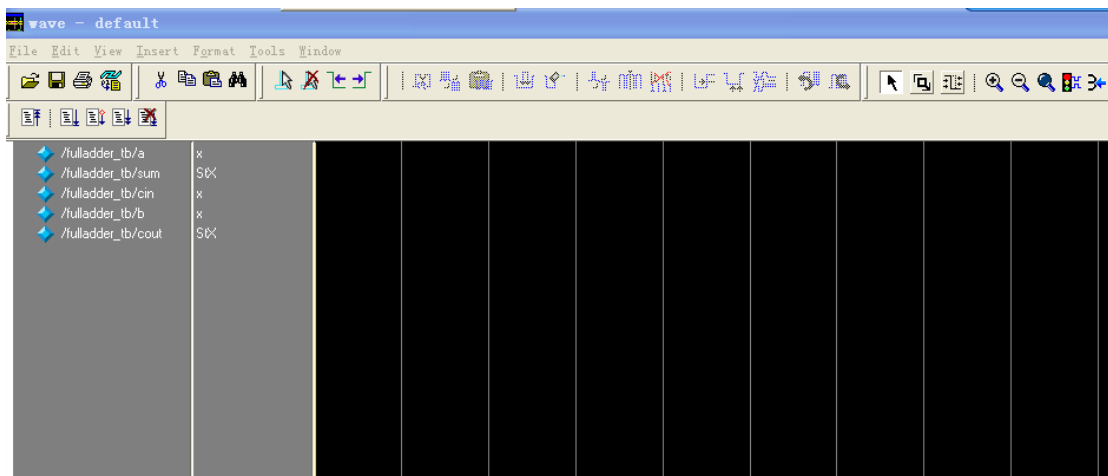 wave - default
File Edit View Insert Format Tools Window
/fulladder_tb/a x
/fulladder_tb/sum StX
/fulladder_tb/cin x
/fulladder_tb/b x
/fulladder_tb/cout StX